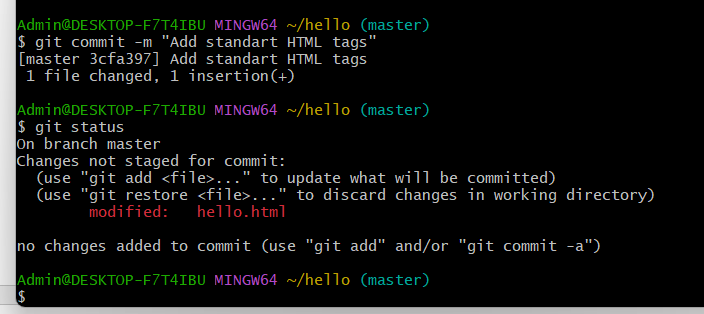 Admin@DESKTOP-F7T4IBU MINGW64 ~/hello (master)
$ git commit -m "Add standart HTML tags"
[master 3cfa397] Add standart HTML tags
 1 file changed, 1 insertion(+)

Admin@DESKTOP-F7T4IBU MINGW64 ~/hello (master)
$ git status
On branch master
Changes not staged for commit:
  (use "git add <file>..." to update what will be committed)
  (use "git restore <file>..." to discard changes in working directory)
        modified:   hello.html

no changes added to commit (use "git add" and/or "git commit -a")

Admin@DESKTOP-F7T4IBU MINGW64 ~/hello (master)
$